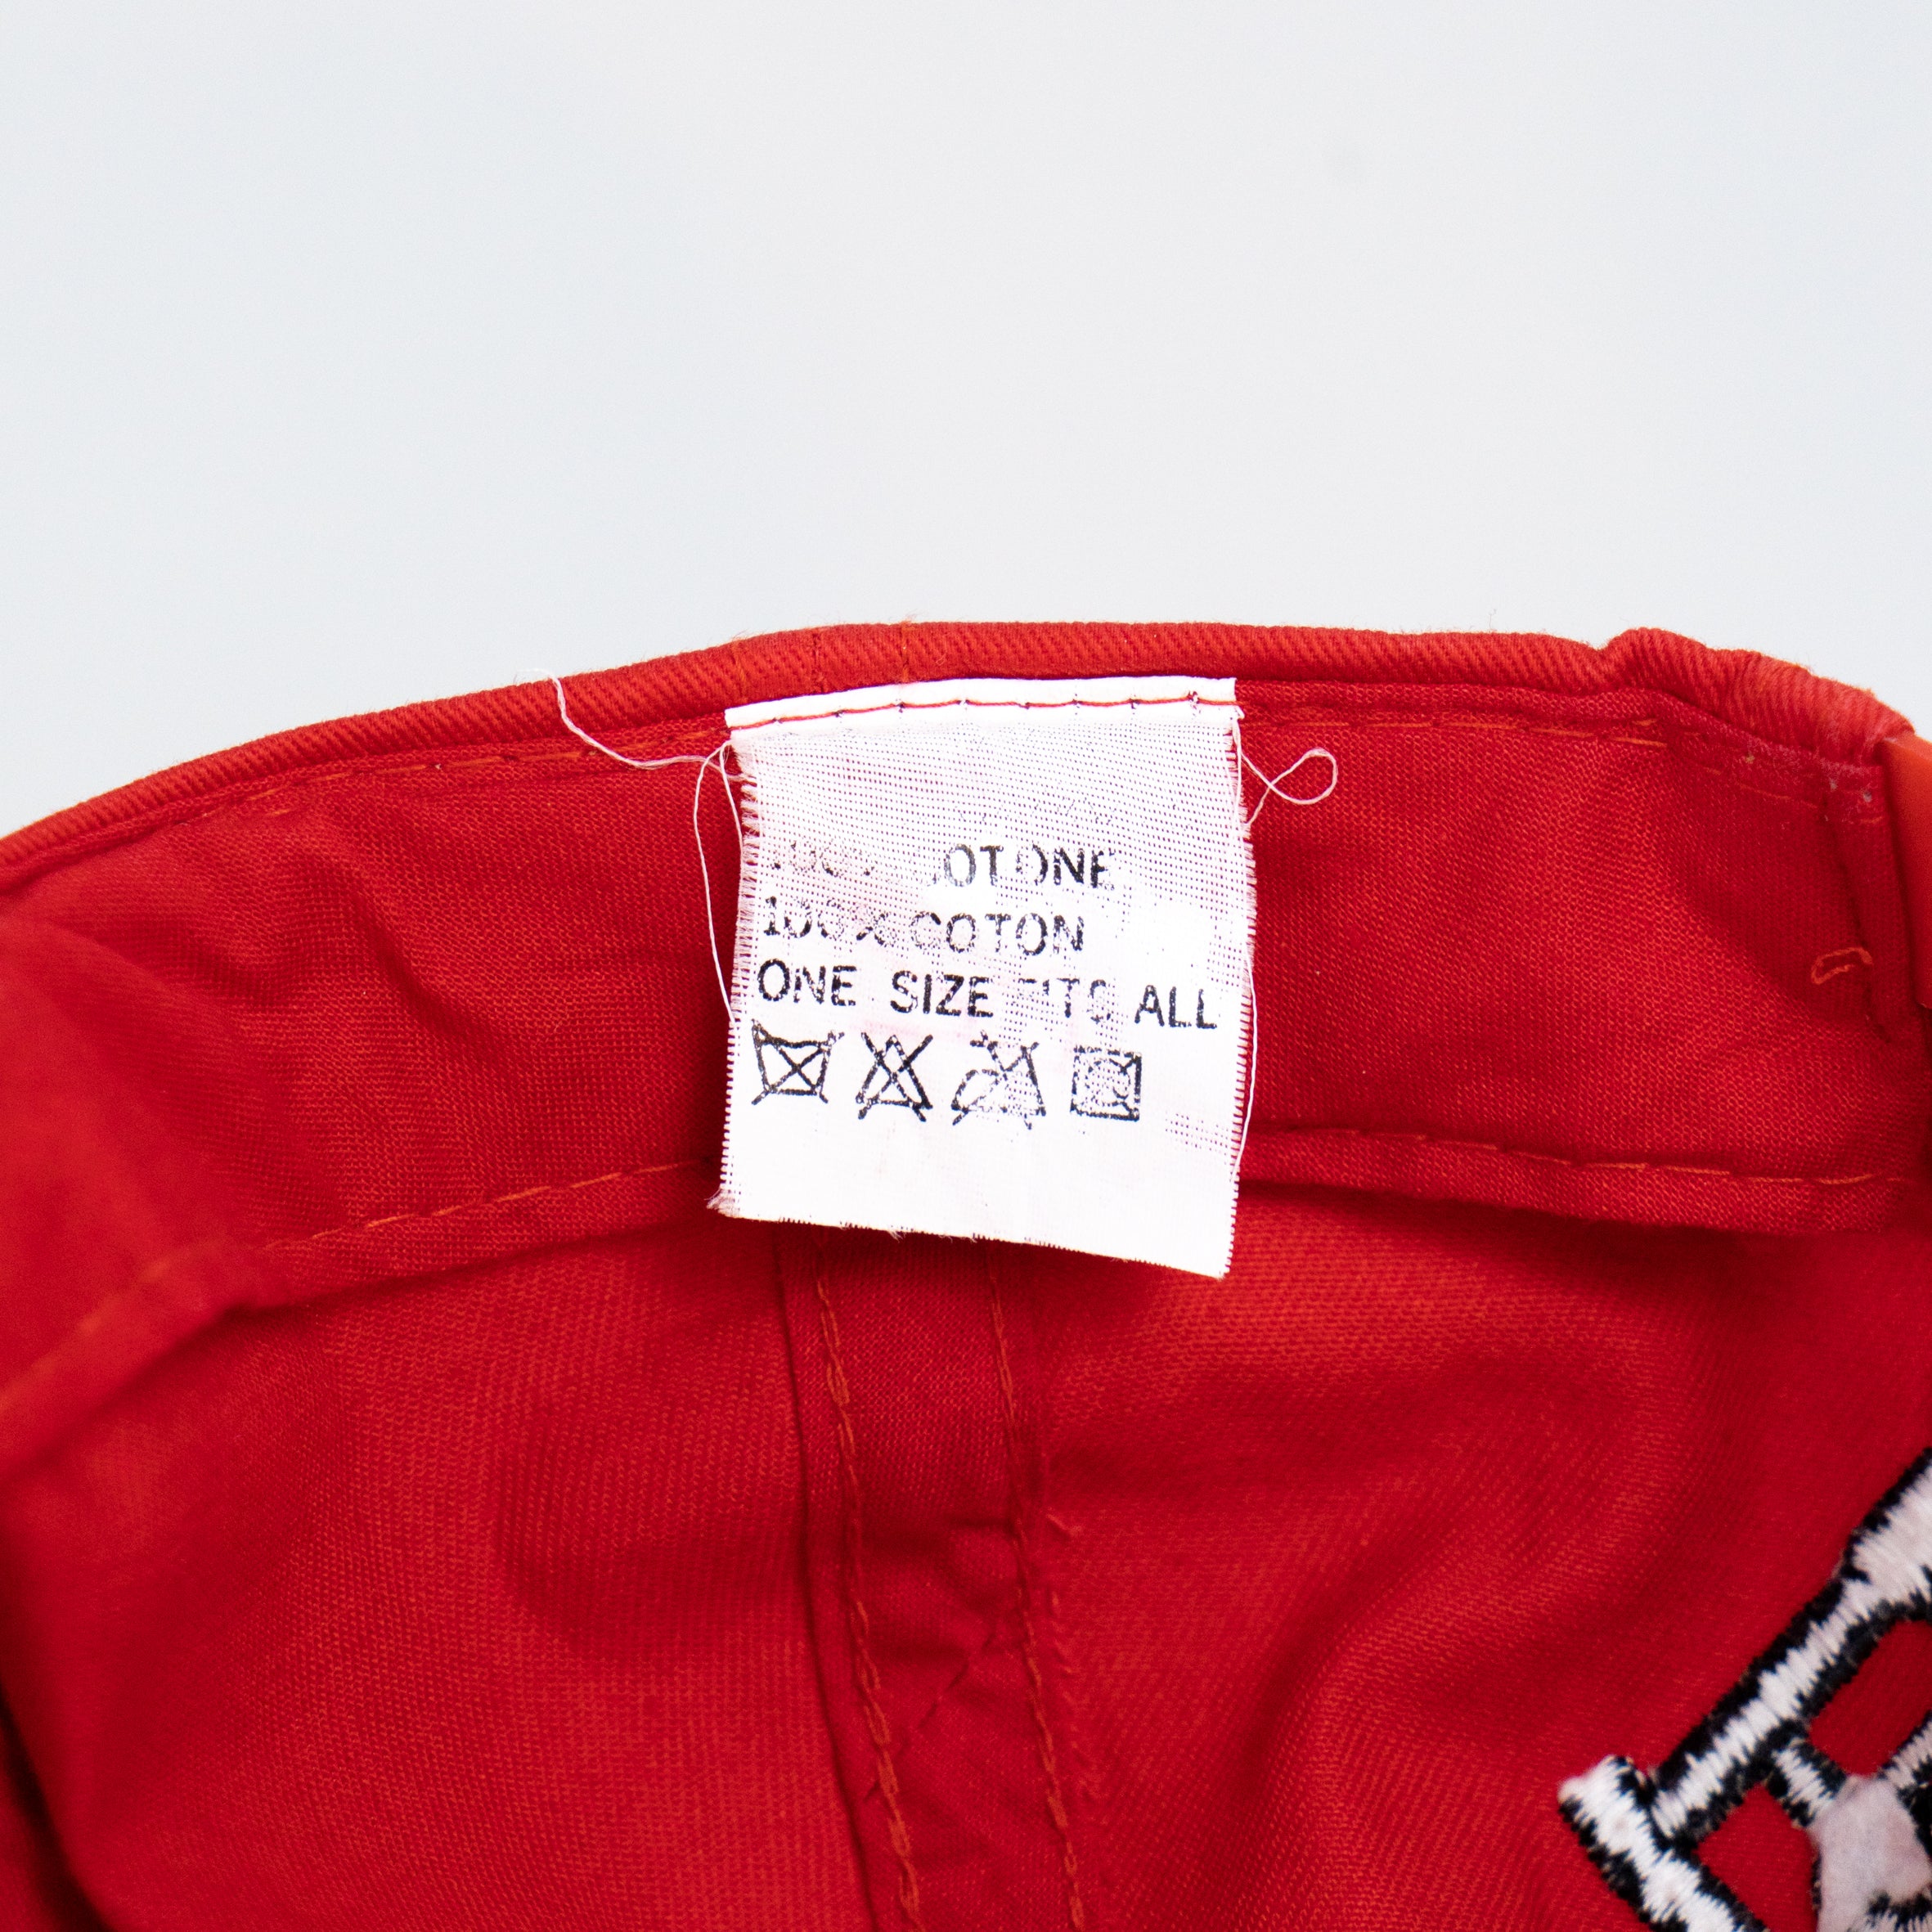 100% COTONE
100% COTON
ONE SIZE FITS ALL